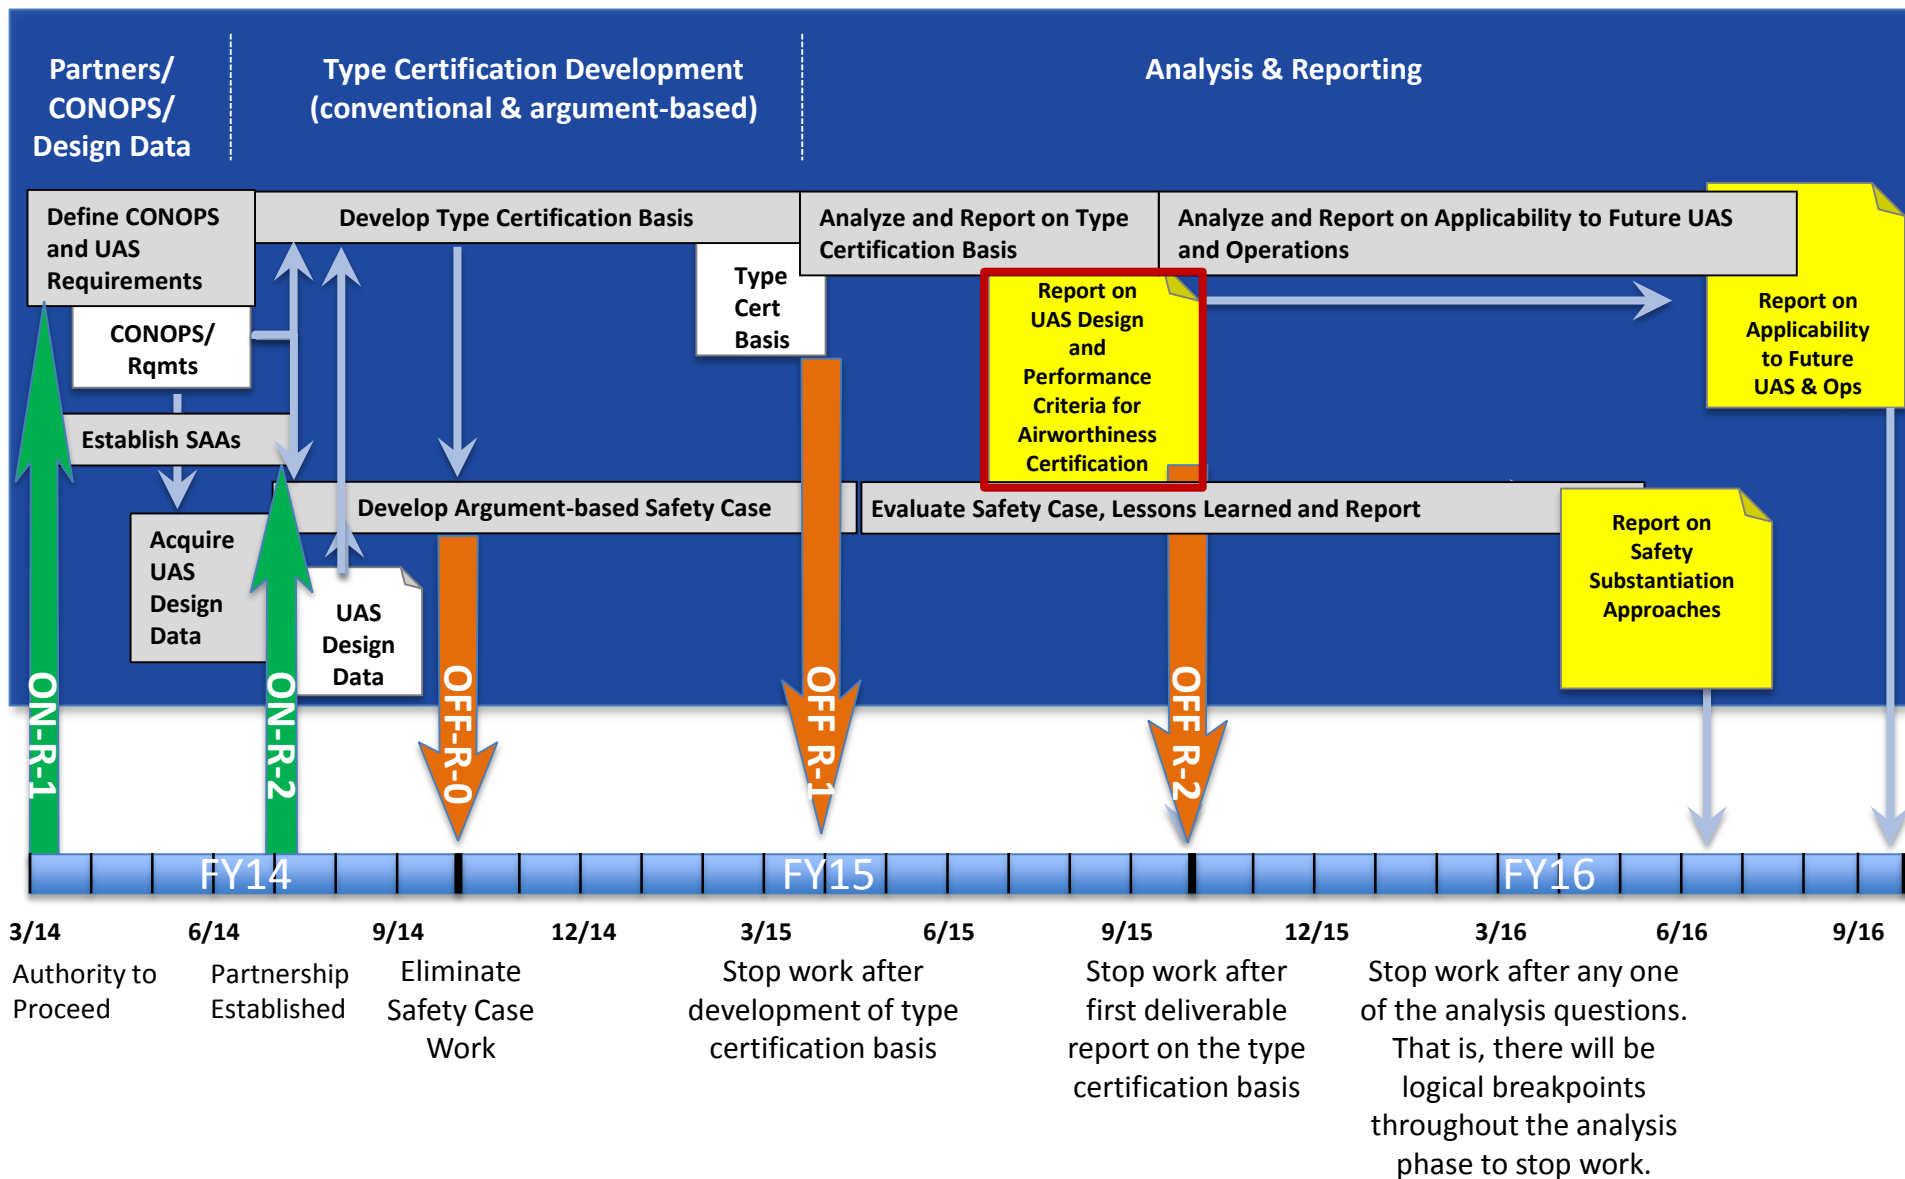 Partners/
CONOPS/
Design Data
Type Certification Development
(conventional & argument-based)
Analysis & Reporting
Define CONOPS
and UAS
Requirements
Develop Type Certification Basis
Analyze and Report on Type
Certification Basis
Analyze and Report on Applicability to Future UAS
and Operations
CONOPS/
Rqmts
Type
Cert
Basis
Report on
UAS Design
and
Performance
Criteria for
Airworthiness
Certification
Report on
Applicability
to Future
UAS & Ops
Establish SAAs
Develop Argument-based Safety Case
Evaluate Safety Case, Lessons Learned and Report
Acquire
UAS
Design
Data
UAS
Design
Data
Report on
Safety
Substantiation
Approaches
ON-R-1
ON-R-2
OFF-R-0
OFF R-1
OFF R-2
FY14
FY15
FY16
3/14
6/14
9/14
12/14
3/15
6/15
9/15
12/15
3/16
6/16
9/16
Authority to
Proceed
Partnership
Established
Eliminate
Safety Case
Work
Stop work after
development of type
certification basis
Stop work after
first deliverable
report on the type
certification basis
Stop work after any one
of the analysis questions.
That is, there will be
logical breakpoints
throughout the analysis
phase to stop work.